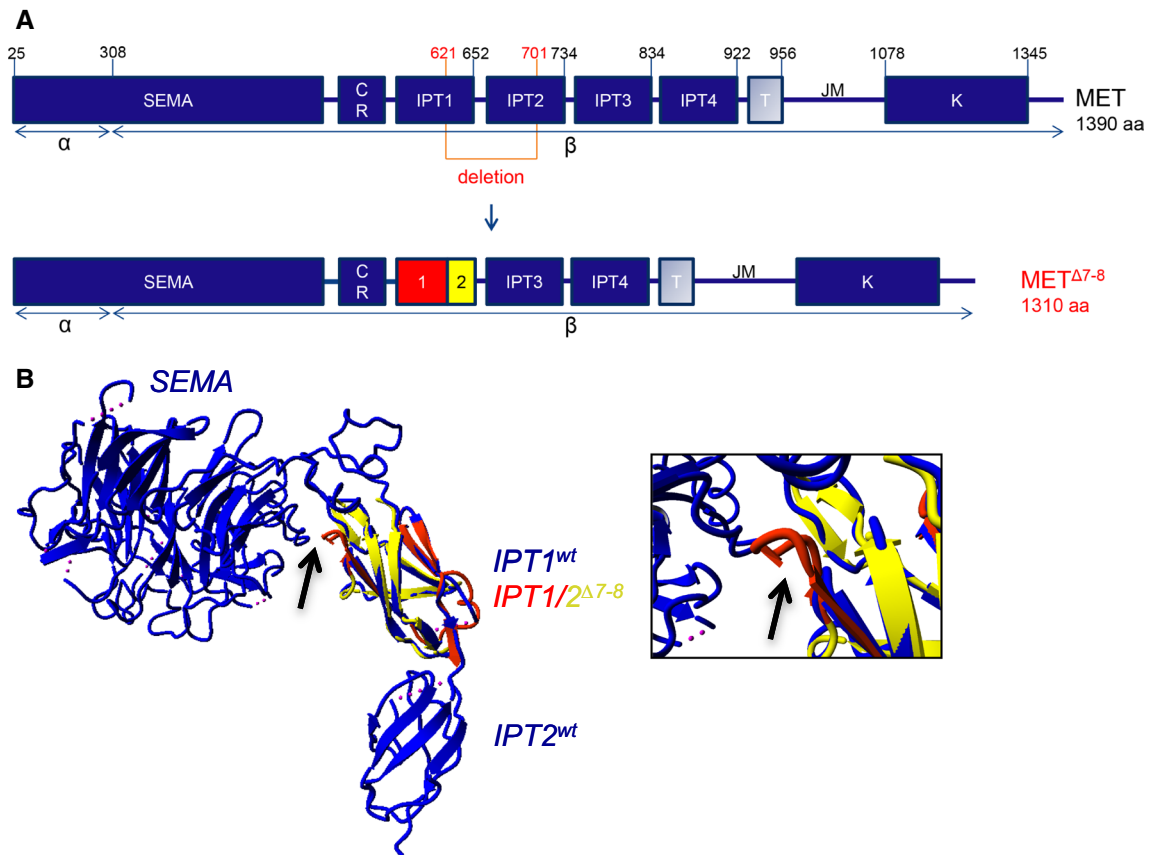 A
25 308 621 652 701 734 834 922 956 1078 1345
SEMA C R IPT1 IPT2 IPT3 IPT4 T JM K MET
1390 aa
α β
deletion
SEMA C R 1 2 IPT3 IPT4 T JM K METΔ7-8
1310 aa
α β
B
SEMA
IPT1wt
IPT1/2Δ7-8
IPT2wt